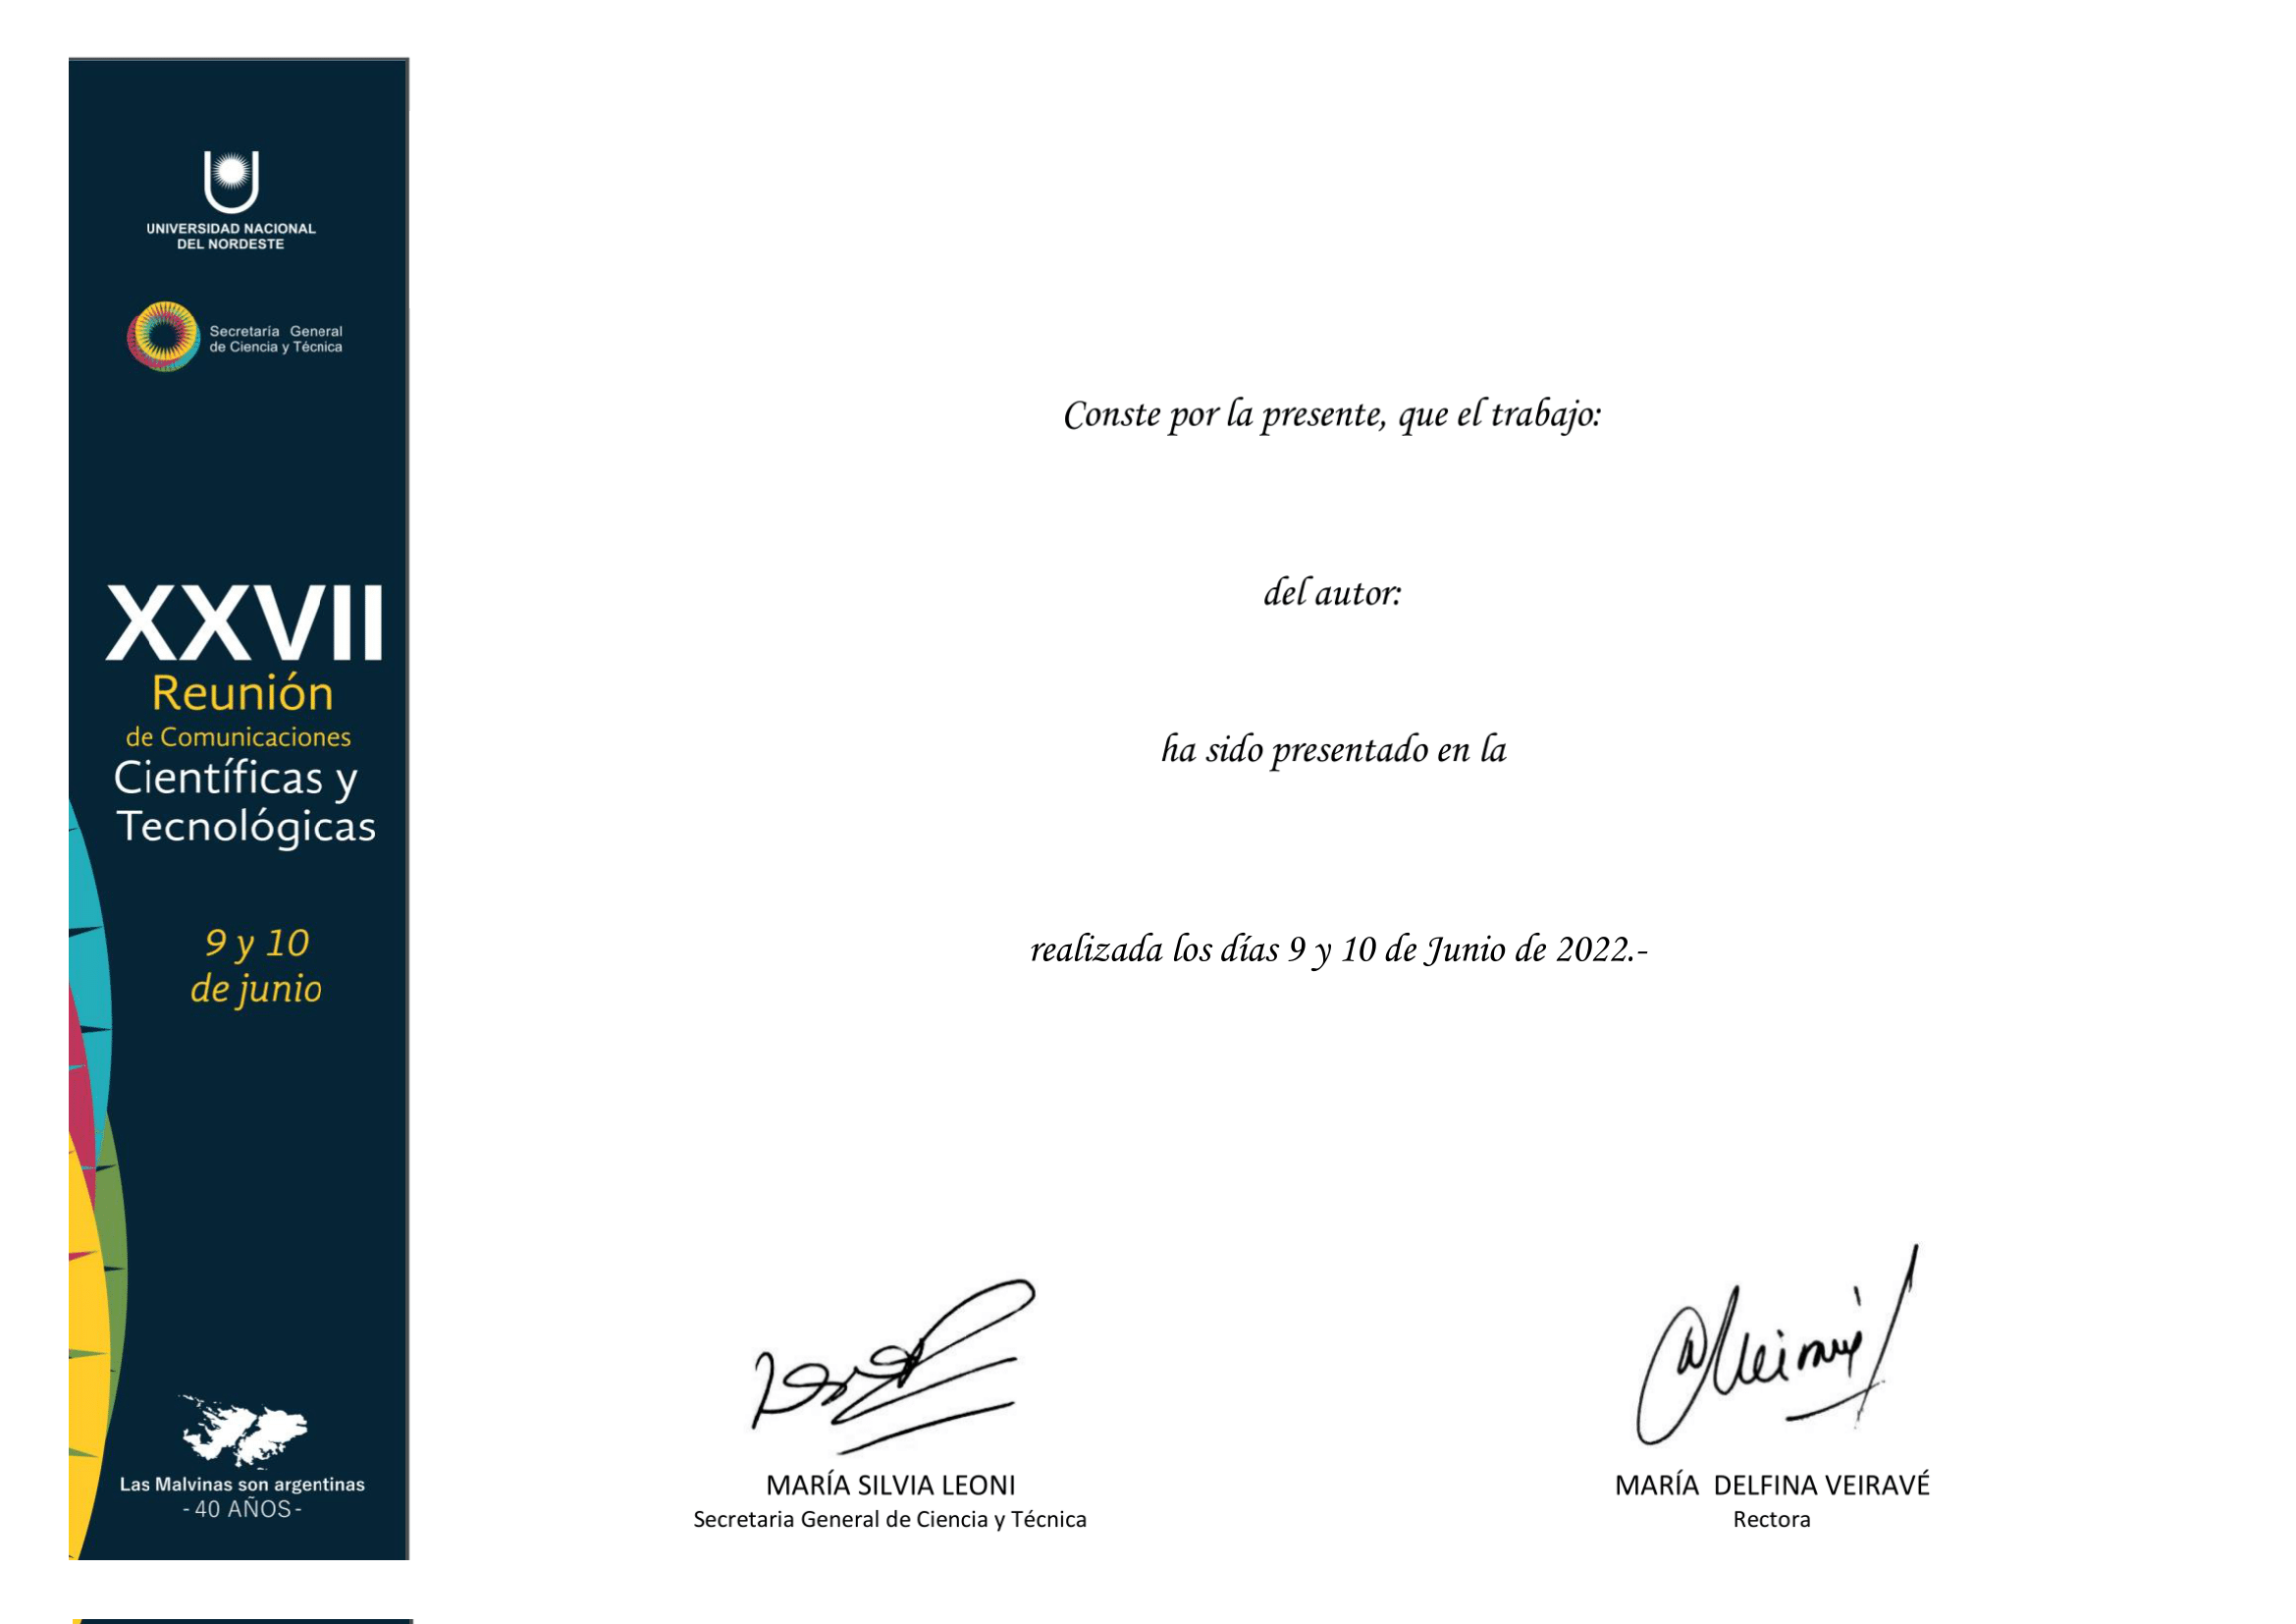 UNIVERSIDAD NACIONAL
DEL NORDESTE
Secretaría General
de Ciencia y Técnica
XXVII
Reunión
de Comunicaciones
Científicas y
Tecnológicas
9 y 10
de junio
Las Malvinas son argentinas
- 40 AÑOS -
Conste por la presente, que el trabajo:
del autor:
ha sido presentado en la
realizada los días 9 y 10 de Junio de 2022.-
MARÍA SILVIA LEONI
Secretaria General de Ciencia y Técnica
MARÍA DELFINA VEIRAVÉ
Rectora